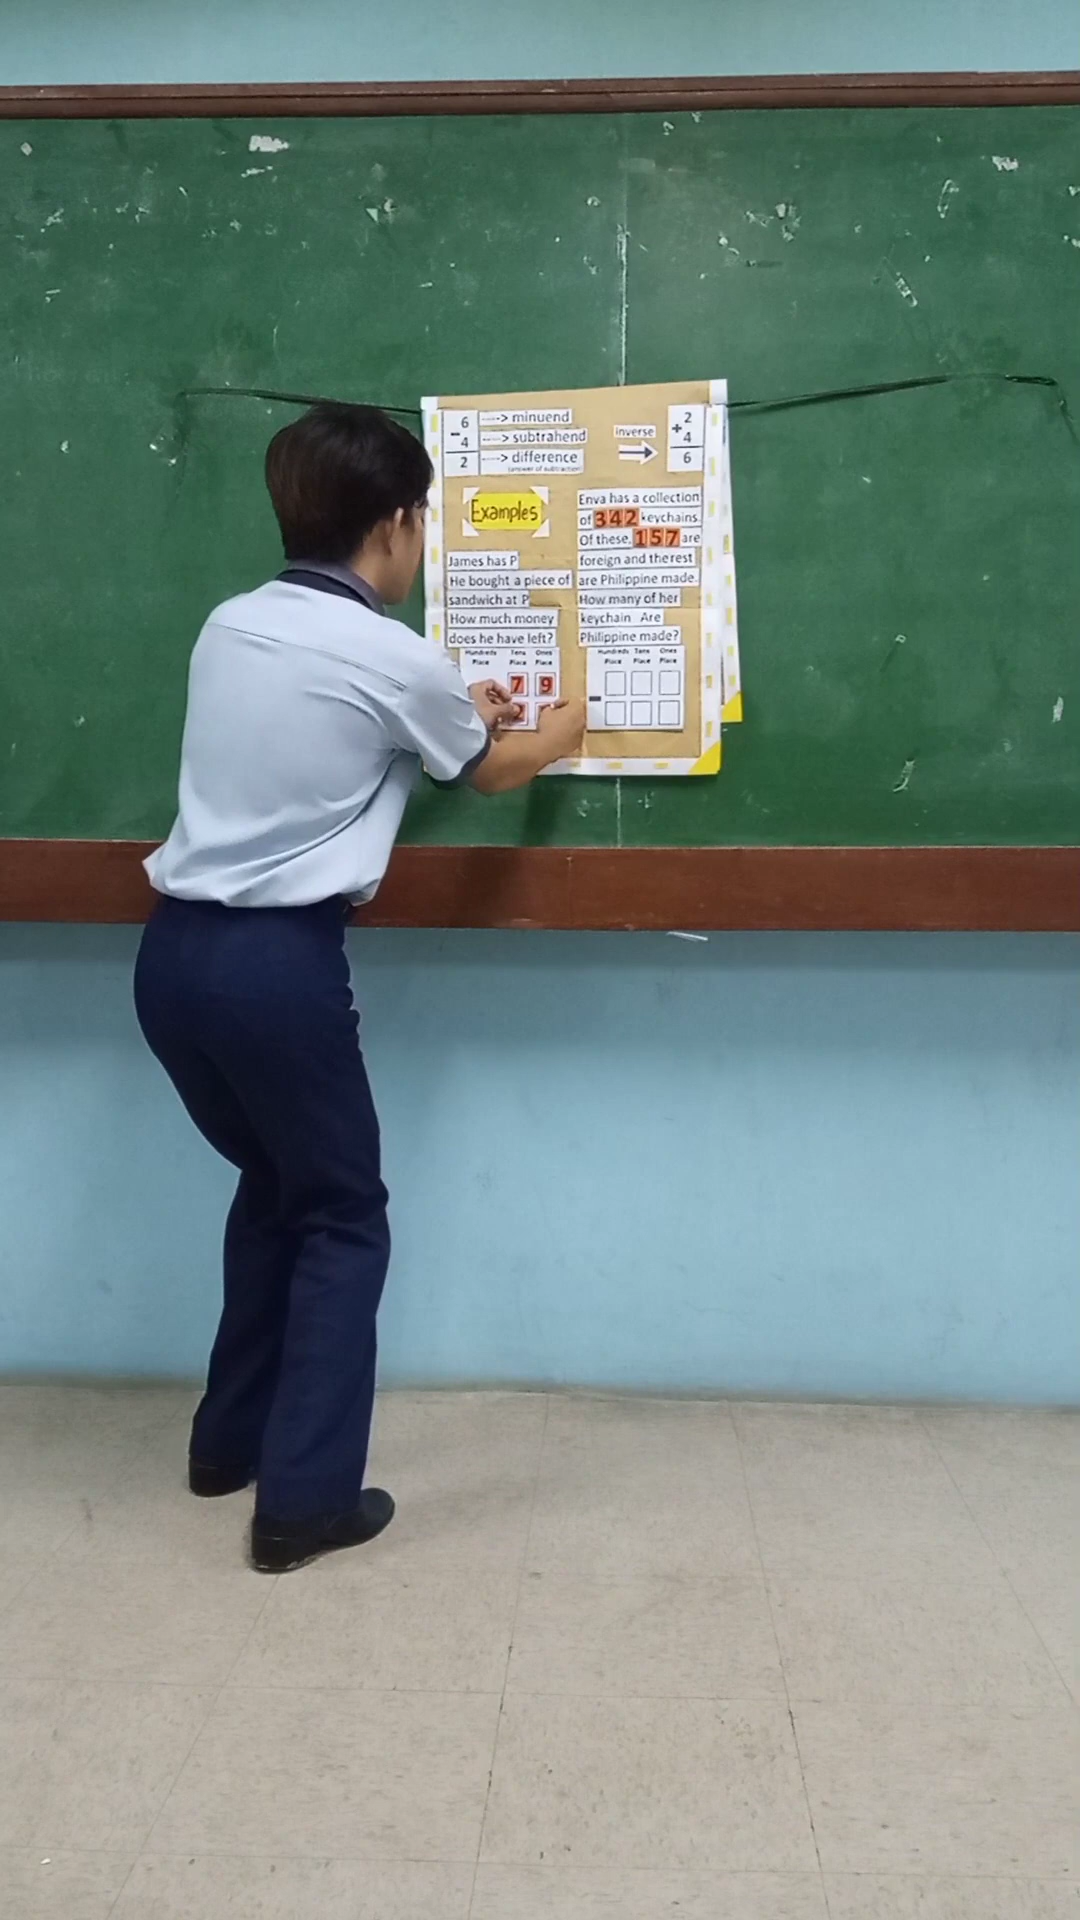 6 ----> minuend
- 4 ----> subtrahend
2 ----> difference
(answer of subtraction)
inverse
2
+ 4
6
Examples
James has P
He bought a piece of
sandwich at P
How much money
does he have left?
Hundreds Place Tens Place Ones Place
7 9
2
Enva has a collection
of 342 keychains.
Of these, 157 are
foreign and the rest
are Philippine made.
How many of her
keychain Are
Philippine made?
Hundreds Place Tens Place Ones Place
-